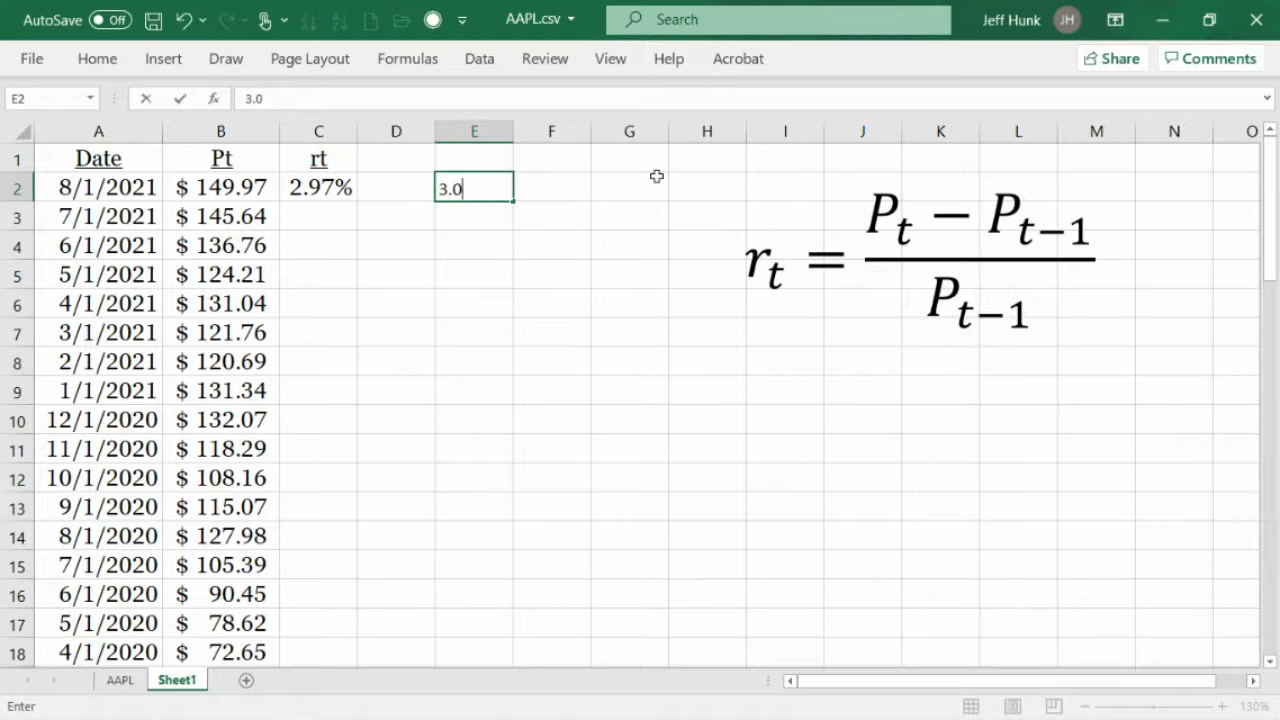 AutoSave Off AAPL.csv Search Jeff Hunk JH
File Home Insert Draw Page Layout Formulas Data Review View Help Acrobat Share Comments
E2 fx 3.0
A B C D E F G H I J K L M N O
1 Date Pt rt
2 8/1/2021 $ 149.97 2.97% 3.0
3 7/1/2021 $ 145.64
4 6/1/2021 $ 136.76
5 5/1/2021 $ 124.21
6 4/1/2021 $ 131.04
7 3/1/2021 $ 121.76
8 2/1/2021 $ 120.69
9 1/1/2021 $ 131.34
10 12/1/2020 $ 132.07
11 11/1/2020 $ 118.29
12 10/1/2020 $ 108.16
13 9/1/2020 $ 115.07
14 8/1/2020 $ 127.98
15 7/1/2020 $ 105.39
16 6/1/2020 $ 90.45
17 5/1/2020 $ 78.62
18 4/1/2020 $ 72.65
P_t − P_{t−1}
r_t =
P_{t−1}
AAPL Sheet1
Enter 130%